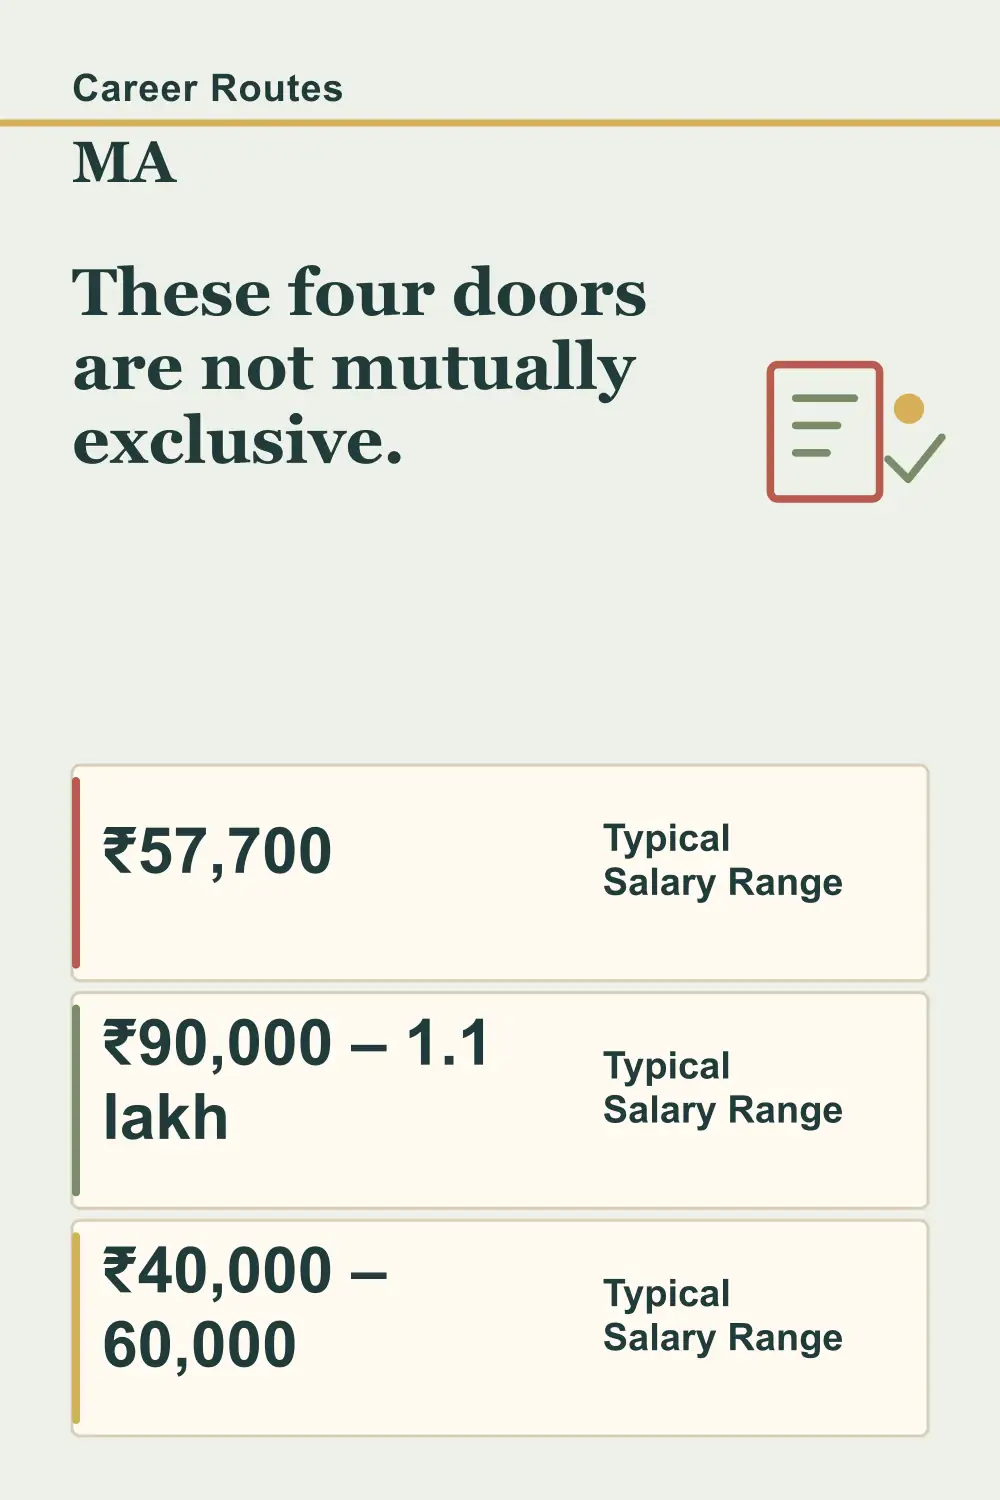 Career Routes
MA
These four doors
are not mutually
exclusive.
₹57,700
Typical
Salary Range
₹90,000 – 1.1
lakh
Typical
Salary Range
₹40,000 –
60,000
Typical
Salary Range